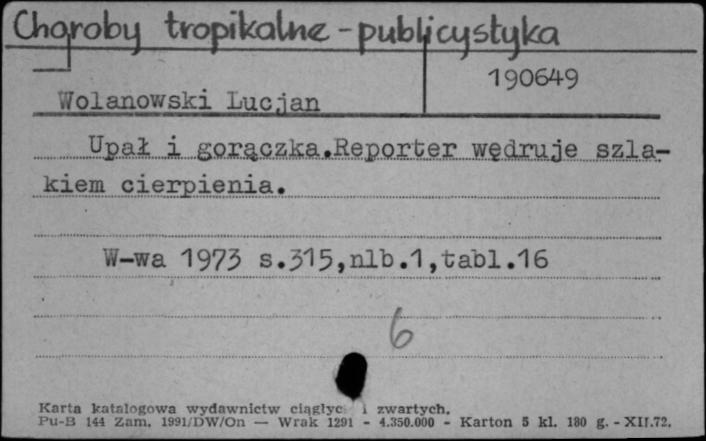 Choroby tropikalne - publicystyka
190649
Wolanowski Lucjan
Upał i gorączka.Reporter wędruje szla-
kiem cierpienia.
W-wa 1973 s.315,nlb.1,tabl.16
6
Karta katalogowa wydawnictw ciągłyc i zwartych.
Pu-B 144 Zam. 1991/DW/On — Wrak 1291 - 4.350.000 - Karton 5 kl. 180 g. - XII.72.